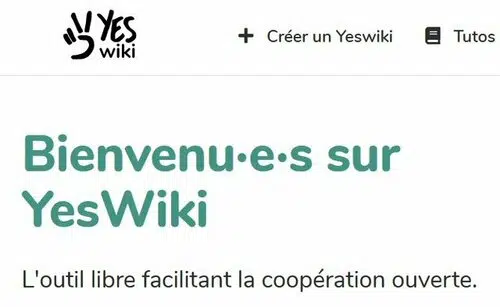 YES
wiki
Créer un Yeswiki
Tutos
Bienvenu·e·s sur
YesWiki
L'outil libre facilitant la coopération ouverte.